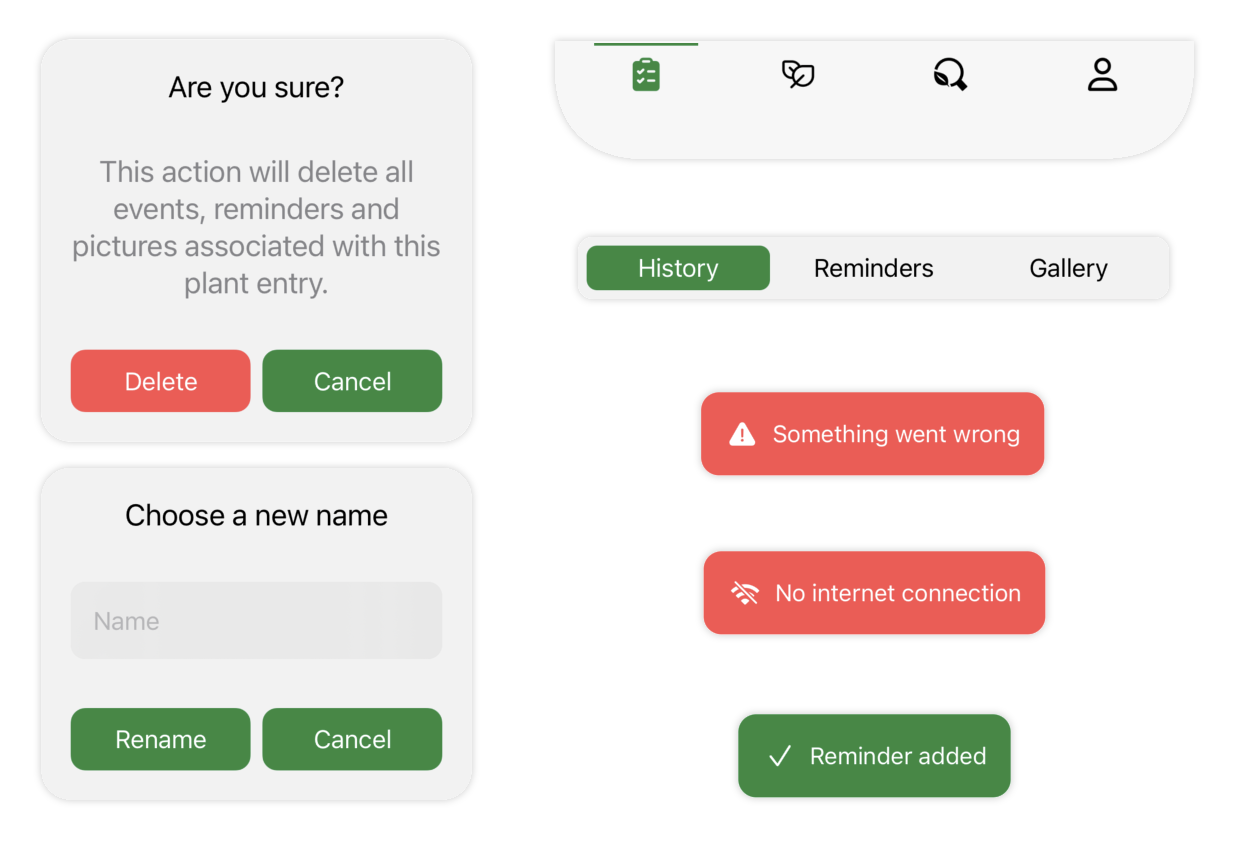 Are you sure?
This action will delete all
events, reminders and
pictures associated with this
plant entry.
Delete
Cancel
Choose a new name
Name
Rename
Cancel
History
Reminders
Gallery
Something went wrong
No internet connection
Reminder added